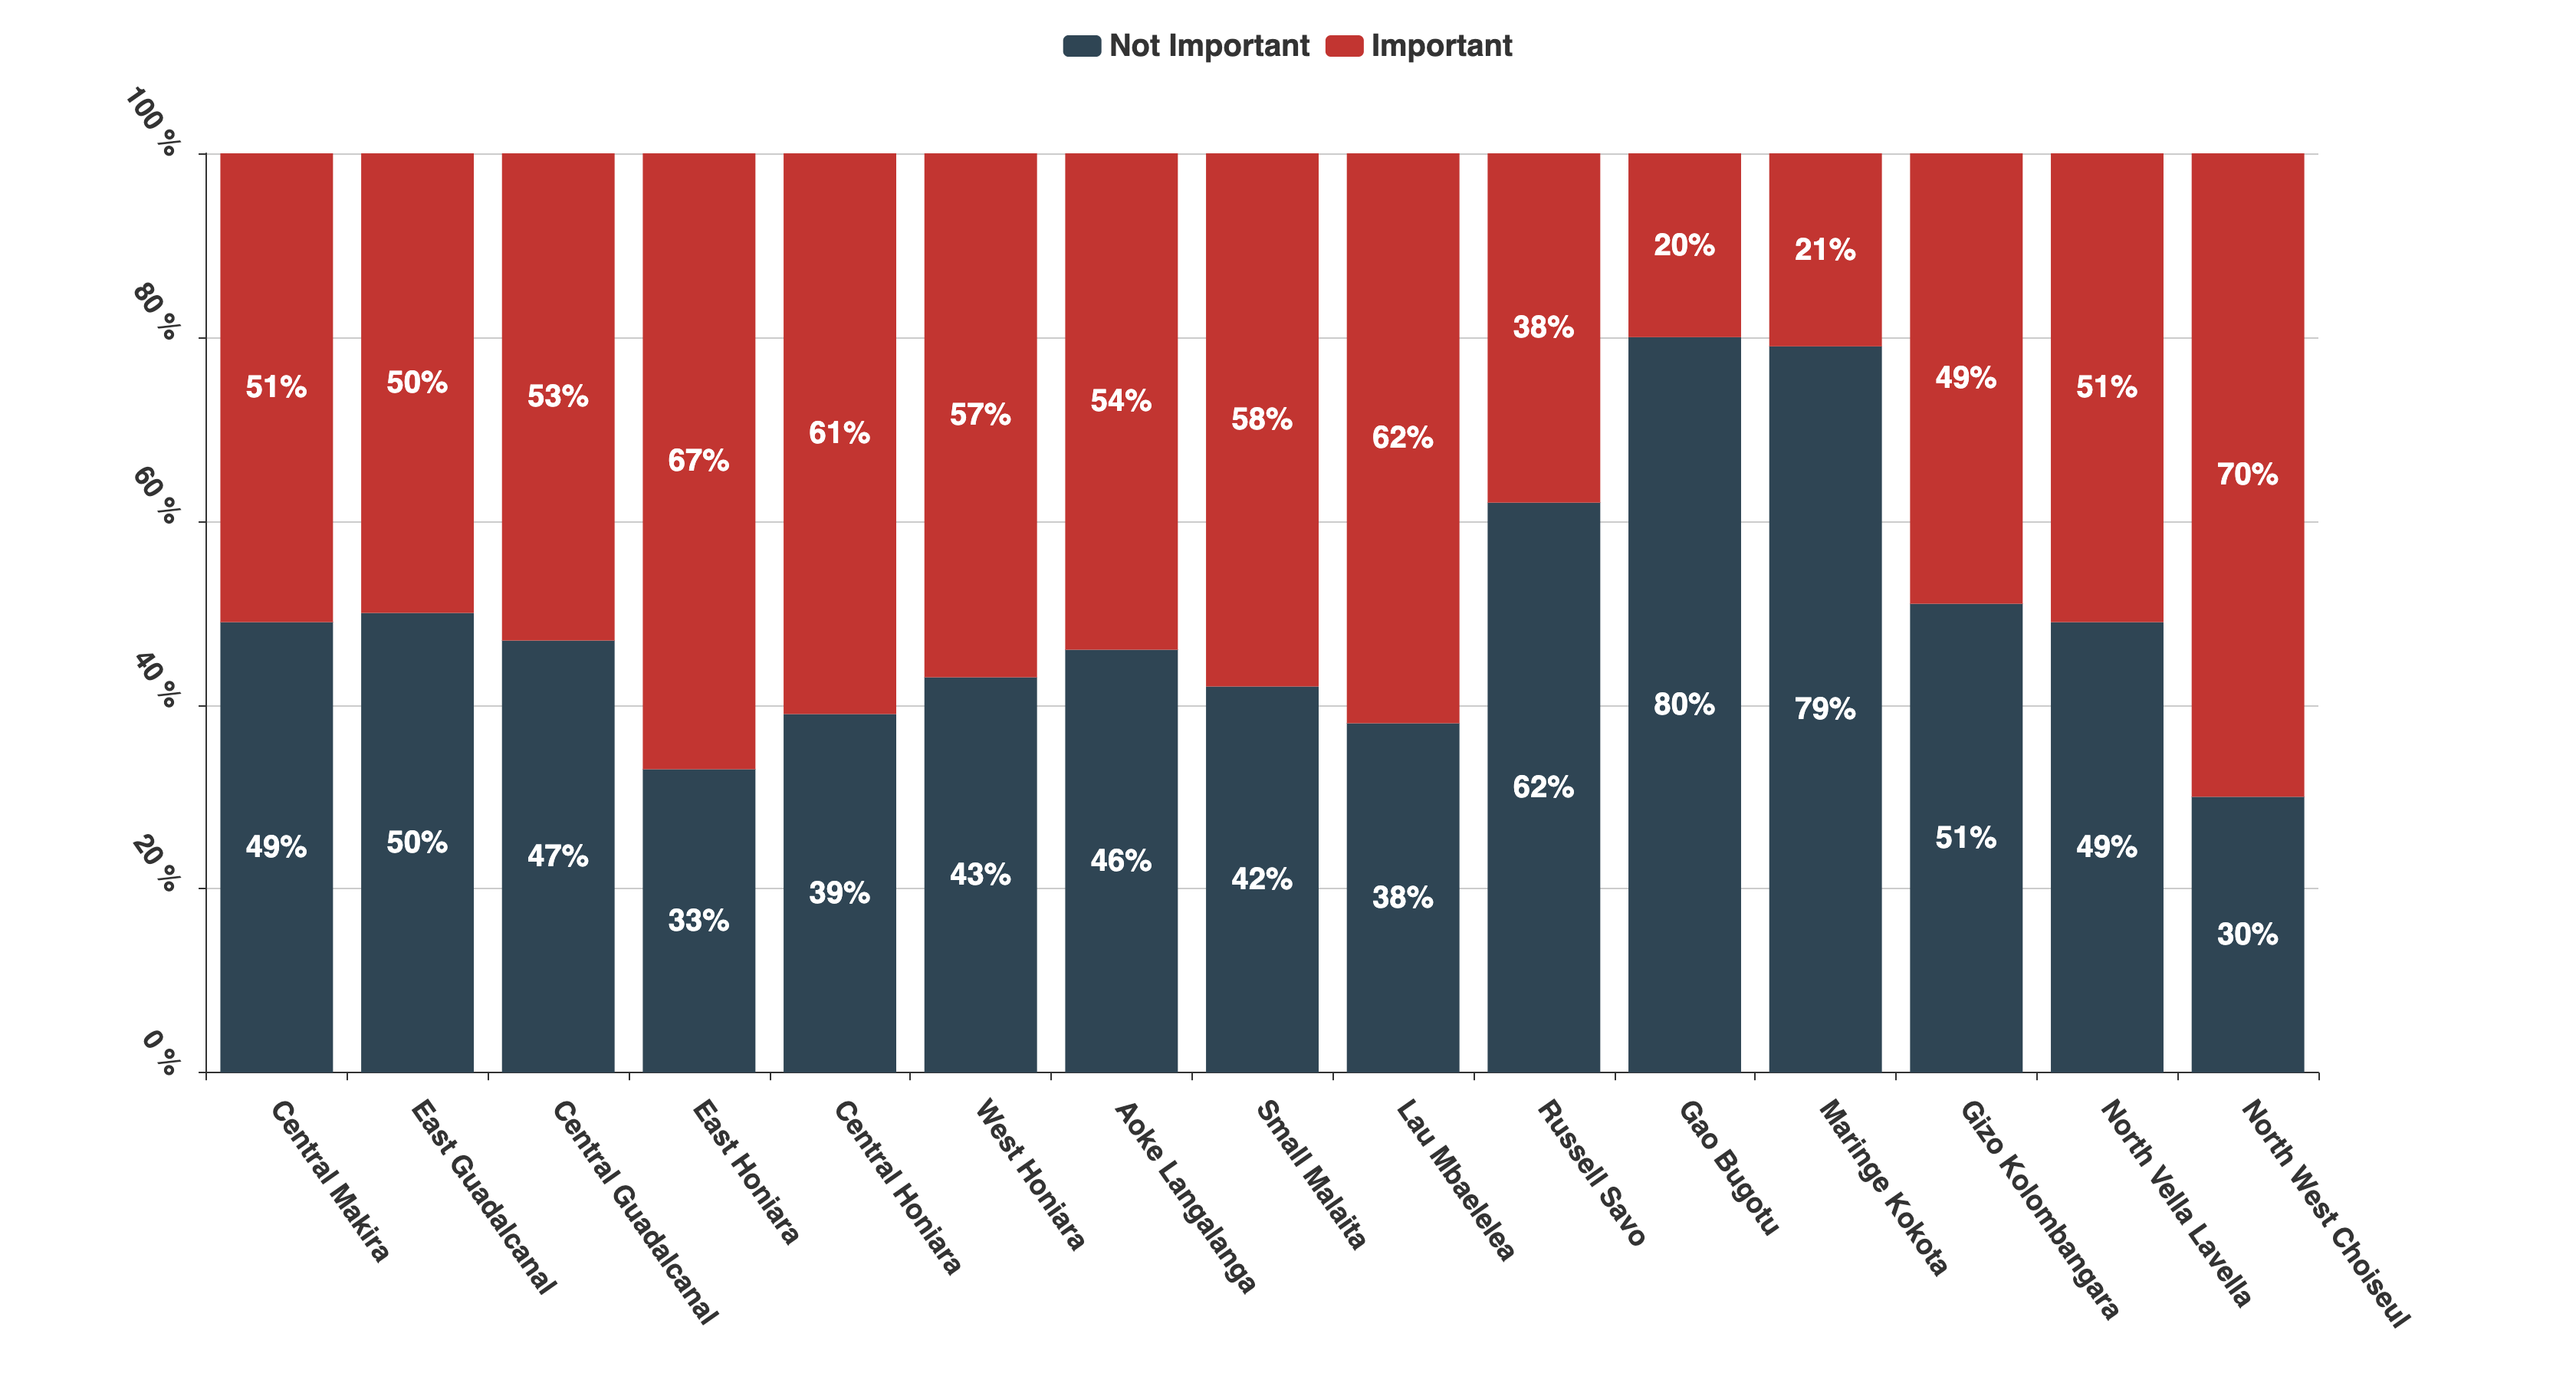 Not Important Important
100 %
80 %
60 %
40 %
20 %
0 %
51% 50% 53% 67% 61% 57% 54% 58% 62% 38% 20% 21% 49% 51% 70%
49% 50% 47% 33% 39% 43% 46% 42% 38% 62% 80% 79% 51% 49% 30%
Central Makira
East Guadalcanal
Central Guadalcanal
East Honiara
Central Honiara
West Honiara
Aoke Langalanga
Small Malaita
Lau Mbaelelea
Russell Savo
Gao Bugotu
Maringe Kokota
Gizo Kolombangara
North Vella Lavella
North West Choiseul